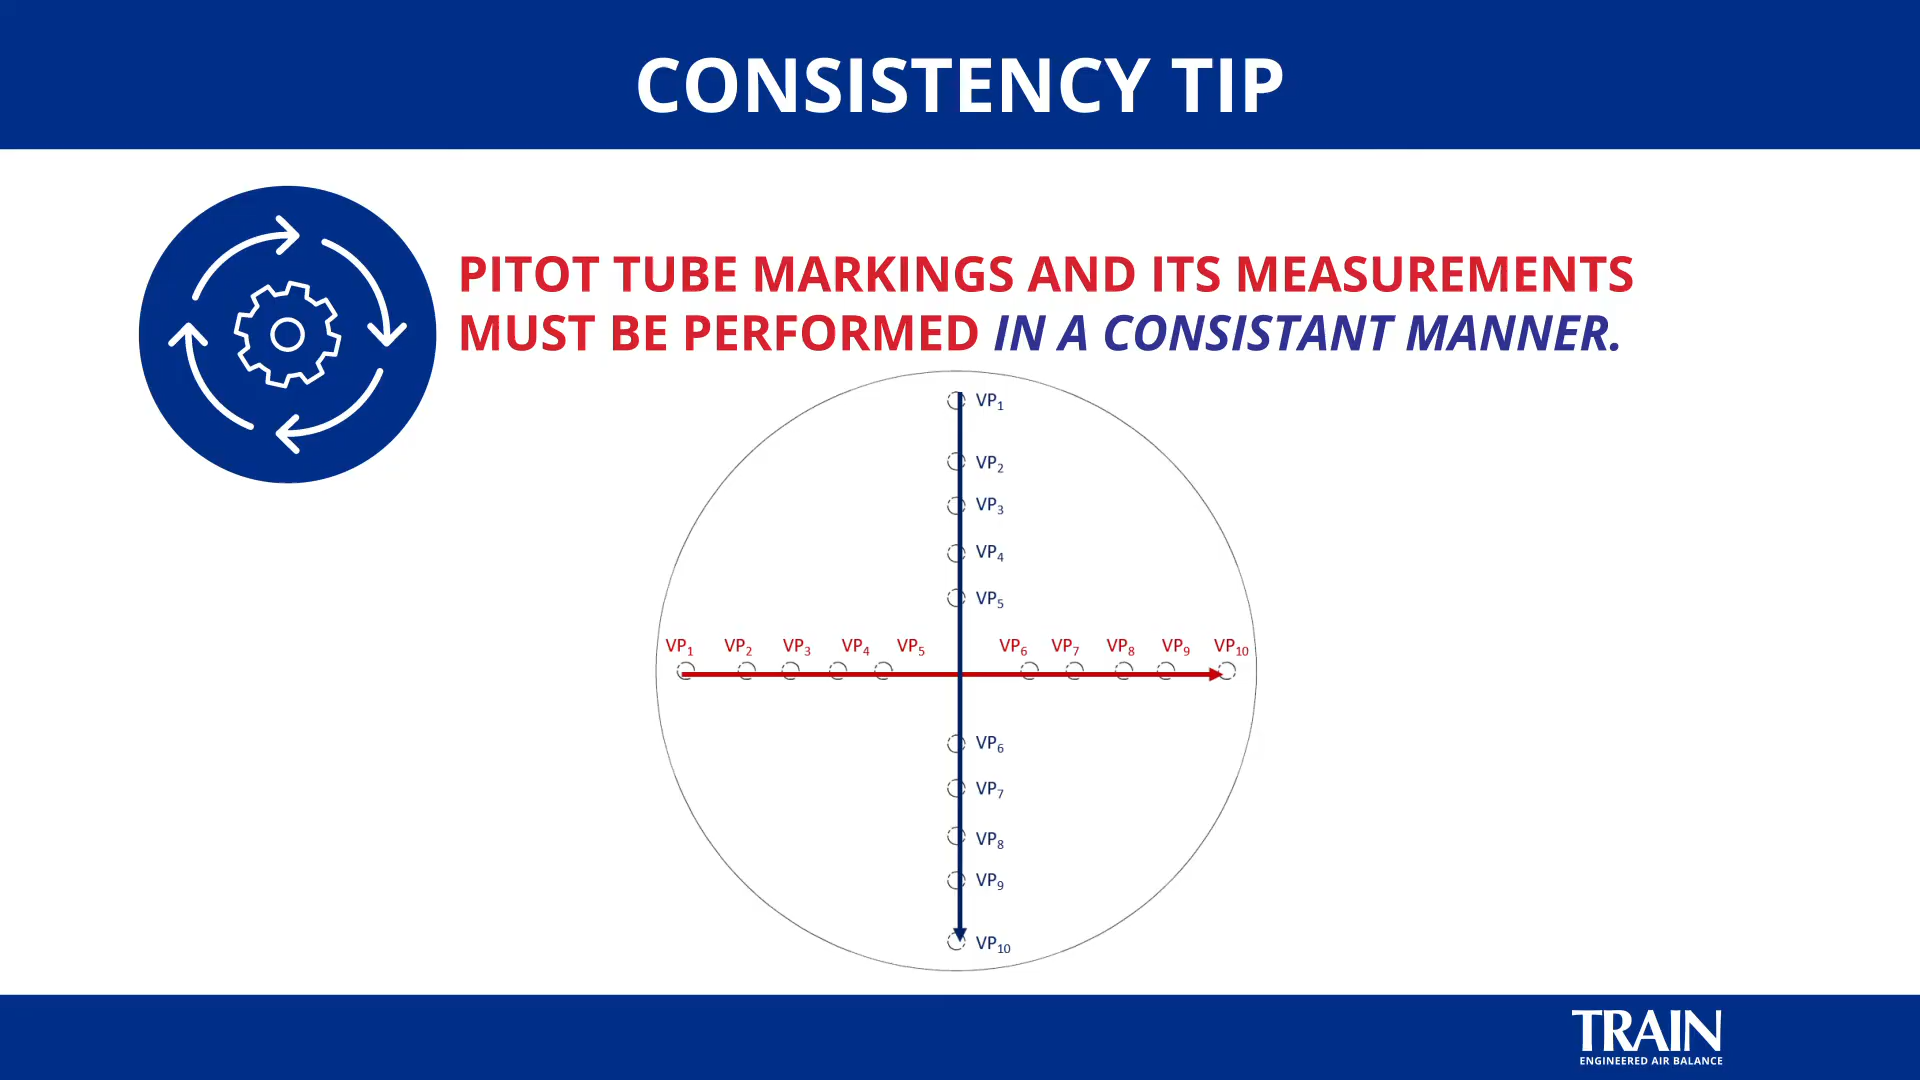 CONSISTENCY TIP
PITOT TUBE MARKINGS AND ITS MEASUREMENTS
MUST BE PERFORMED IN A CONSISTANT MANNER.
VP1
VP2
VP3
VP4
VP5
VP1 VP2 VP3 VP4 VP5 VP6 VP7 VP8 VP9 VP10
VP6
VP7
VP8
VP9
VP10
TRAIN
ENGINEERED AIR BALANCE